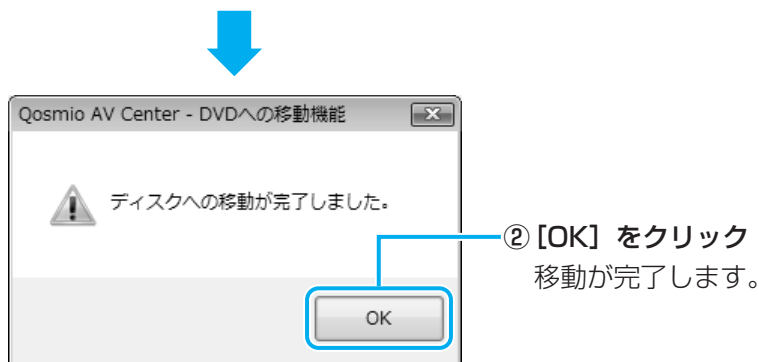 Qosmio AV Center - DVDへの移動機能
ディスクへの移動が完了しました。
②[OK]をクリック
移動が完了します。
OK